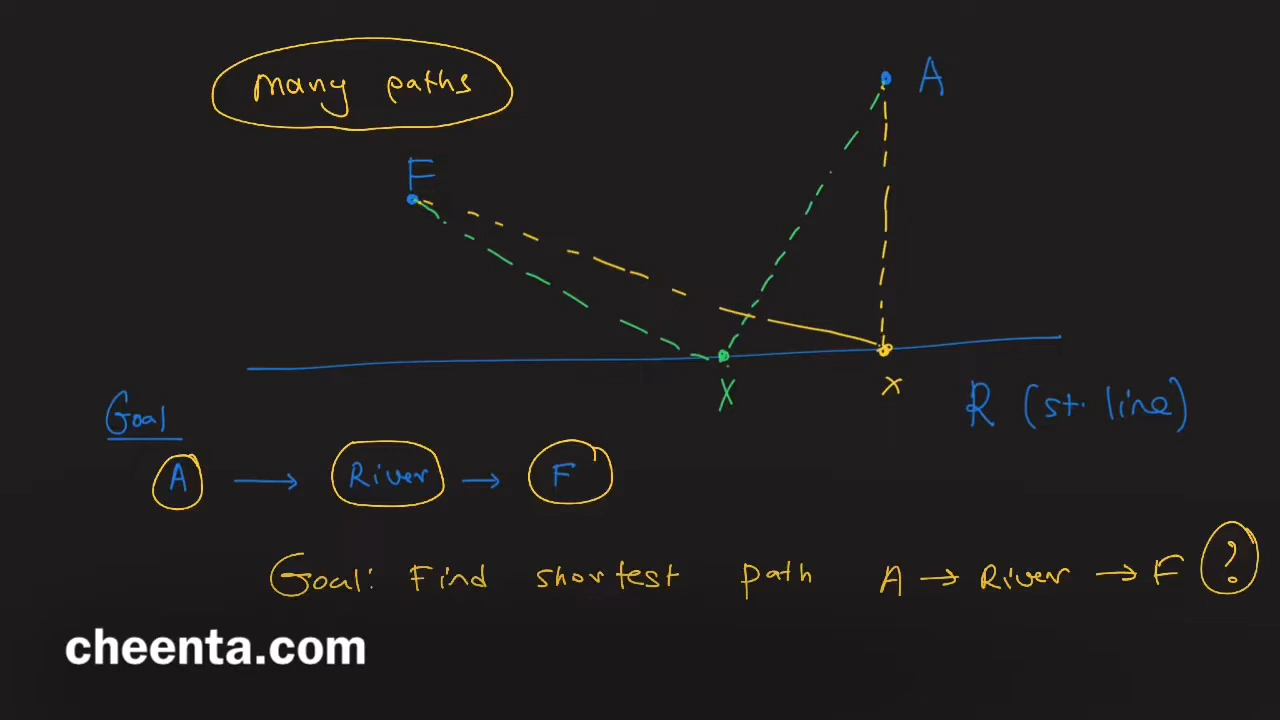 many paths
A
F
X
x
R (st. line)
Goal
A → River → F
Goal: Find shortest path A → River → F ?
cheenta.com